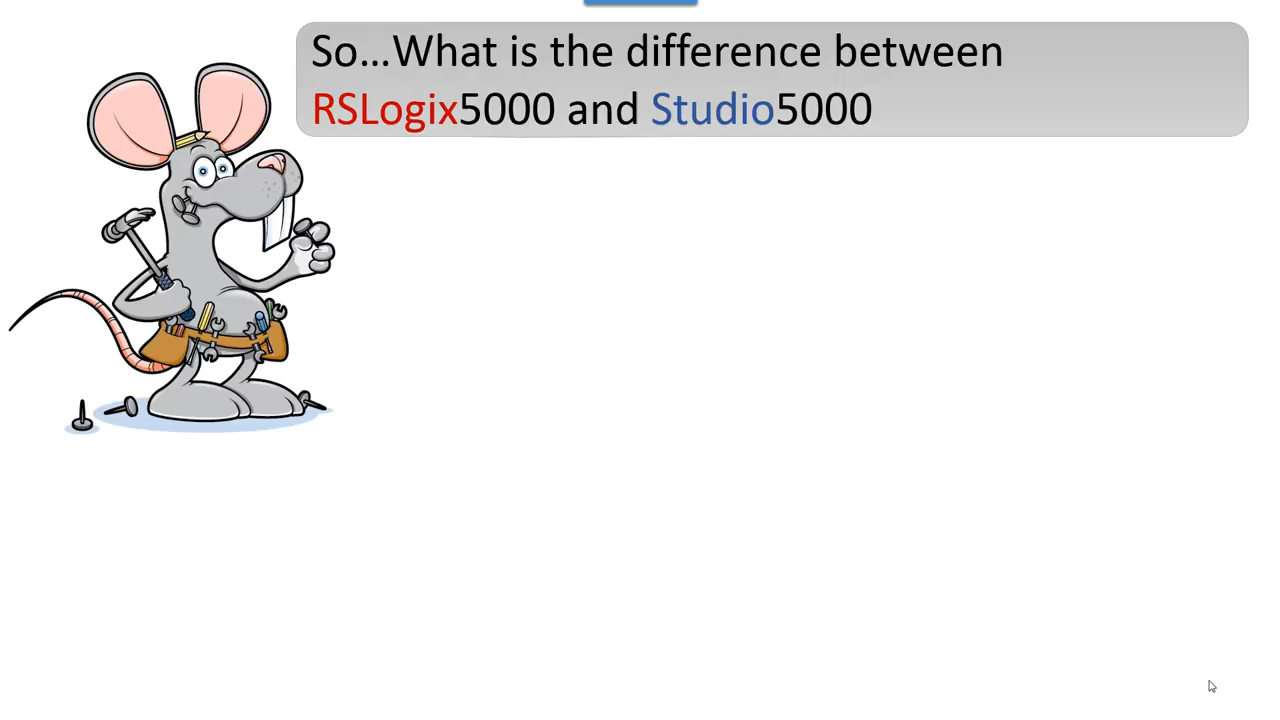 So...What is the difference between
RSLogix5000 and Studio5000